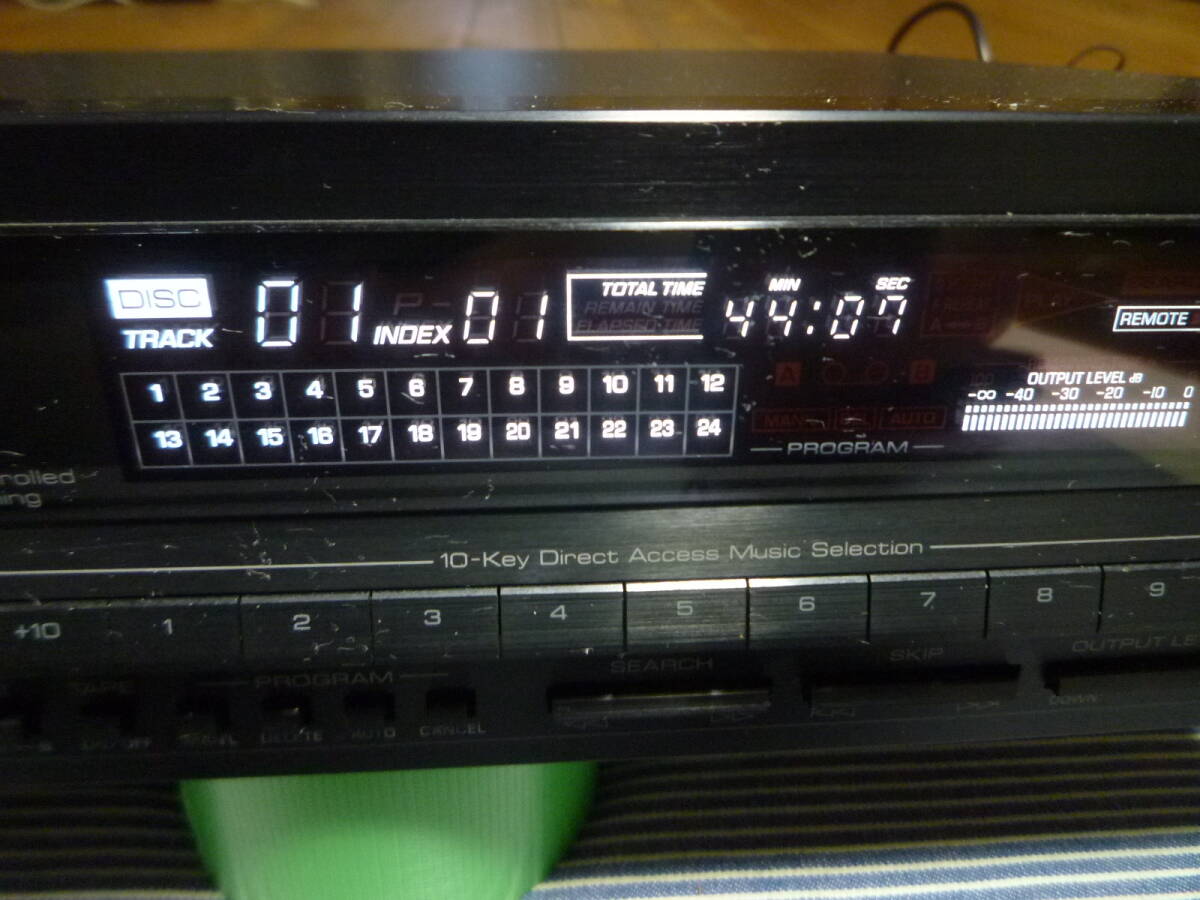 DISC
TOTAL TIME MIN SEC
REMAIN TIME
ELAPSED TIME
TRACK 01 INDEX 01 44:07 REMOTE
1 2 3 4 5 6 7 8 9 10 11 12
13 14 15 16 17 18 19 20 21 22 23 24
A B
OUTPUT LEVEL dB
-∞ -40 -30 -20 -10 0
AUTO
PROGRAM
rolled
ing
10-Key Direct Access Music Selection
+10 1 2 3 4 5 6 7 8 9
PROGRAM SEARCH SKIP OUTPUT LE
TAPE
DELETE AUTO CANCEL DOWN